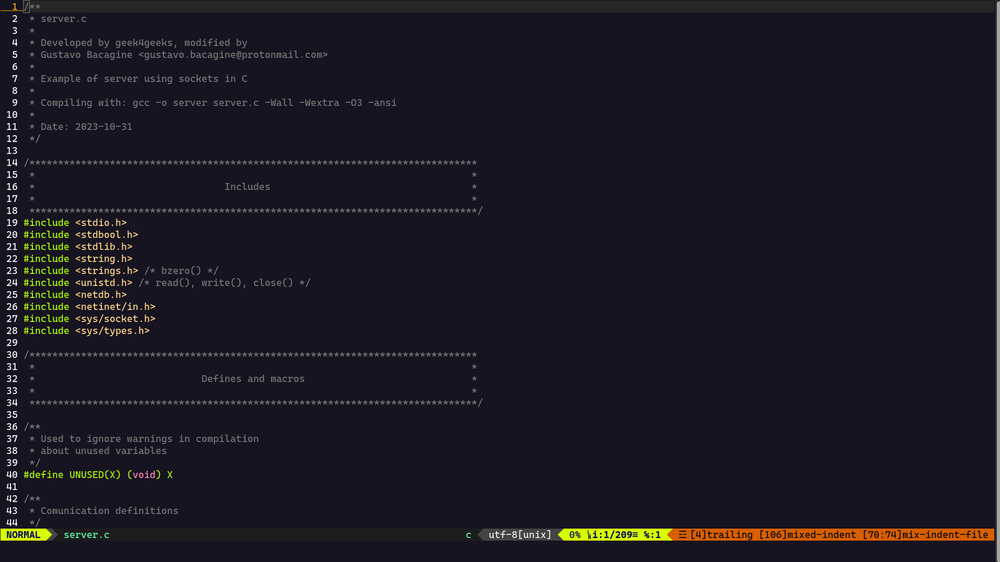 1 /**
2  * server.c
3  *
4  * Developed by geek4geeks, modified by
5  * Gustavo Bacagine <gustavo.bacagine@protonmail.com>
6  *
7  * Example of server using sockets in C
8  *
9  * Compiling with: gcc -o server server.c -Wall -Wextra -O3 -ansi
10  *
11  * Date: 2023-10-31
12  */
13
14 /******************************************************************************
15  *                                                                            *
16  *                                 Includes                                   *
17  *                                                                            *
18  ******************************************************************************/
19 #include <stdio.h>
20 #include <stdbool.h>
21 #include <stdlib.h>
22 #include <string.h>
23 #include <strings.h> /* bzero() */
24 #include <unistd.h> /* read(), write(), close() */
25 #include <netdb.h>
26 #include <netinet/in.h>
27 #include <sys/socket.h>
28 #include <sys/types.h>
29
30 /******************************************************************************
31  *                                                                            *
32  *                             Defines and macros                             *
33  *                                                                            *
34  ******************************************************************************/
35
36 /**
37  * Used to ignore warnings in compilation
38  * about unused variables
39  */
40 #define UNUSED(X) (void) X
41
42 /**
43  * Comunication definitions
44  */
NORMAL server.c c utf-8[unix] 0% ␊i:1/209≡ ℅:1 ☲ [4]trailing [106]mixed-indent [70:74]mix-indent-file